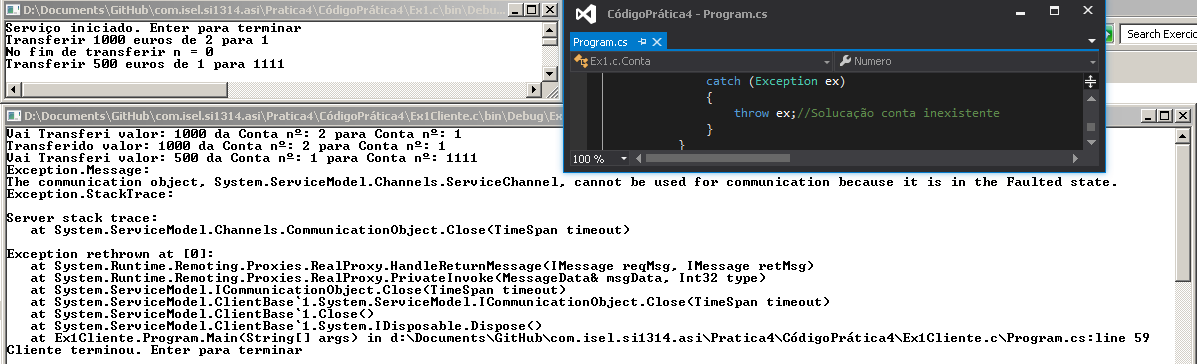 D:\Documents\GitHub\com.isel.si1314.asi\Pratica4\CódigoPrática4\Ex1.c\bin\Debug...
Serviço iniciado. Enter para terminar
Transferir 1000 euros de 2 para 1
No fim de transferir n = 0
Transferir 500 euros de 1 para 1111
CódigoPrática4 - Program.cs
Program.cs
Ex1.c.Conta
Numero
catch (Exception ex)
{
throw ex;//Solucação conta inexistente
}
}
100 %
Search Exercic
D:\Documents\GitHub\com.isel.si1314.asi\Pratica4\CódigoPrática4\Ex1Cliente.c\bin\Debug\Ex
Vai Transferi valor: 1000 da Conta nº: 2 para Conta nº: 1
Transferido valor: 1000 da Conta nº: 2 para Conta nº: 1
Vai Transferi valor: 500 da Conta nº: 1 para Conta nº: 1111
Exception.Message:
The communication object, System.ServiceModel.Channels.ServiceChannel, cannot be used for communication because it is in the Faulted state.
Exception.StackTrace:
Server stack trace:
at System.ServiceModel.Channels.CommunicationObject.Close(TimeSpan timeout)
Exception rethrown at [0]:
at System.Runtime.Remoting.Proxies.RealProxy.HandleReturnMessage(IMessage reqMsg, IMessage retMsg)
at System.Runtime.Remoting.Proxies.RealProxy.PrivateInvoke(MessageData& msgData, Int32 type)
at System.ServiceModel.ICommunicationObject.Close(TimeSpan timeout)
at System.ServiceModel.ClientBase`1.System.ServiceModel.ICommunicationObject.Close(TimeSpan timeout)
at System.ServiceModel.ClientBase`1.Close()
at System.ServiceModel.ClientBase`1.System.IDisposable.Dispose()
at Ex1Cliente.Program.Main(String[] args) in d:\Documents\GitHub\com.isel.si1314.asi\Pratica4\CódigoPrática4\Ex1Cliente.c\Program.cs:line 59
Cliente terminou. Enter para terminar